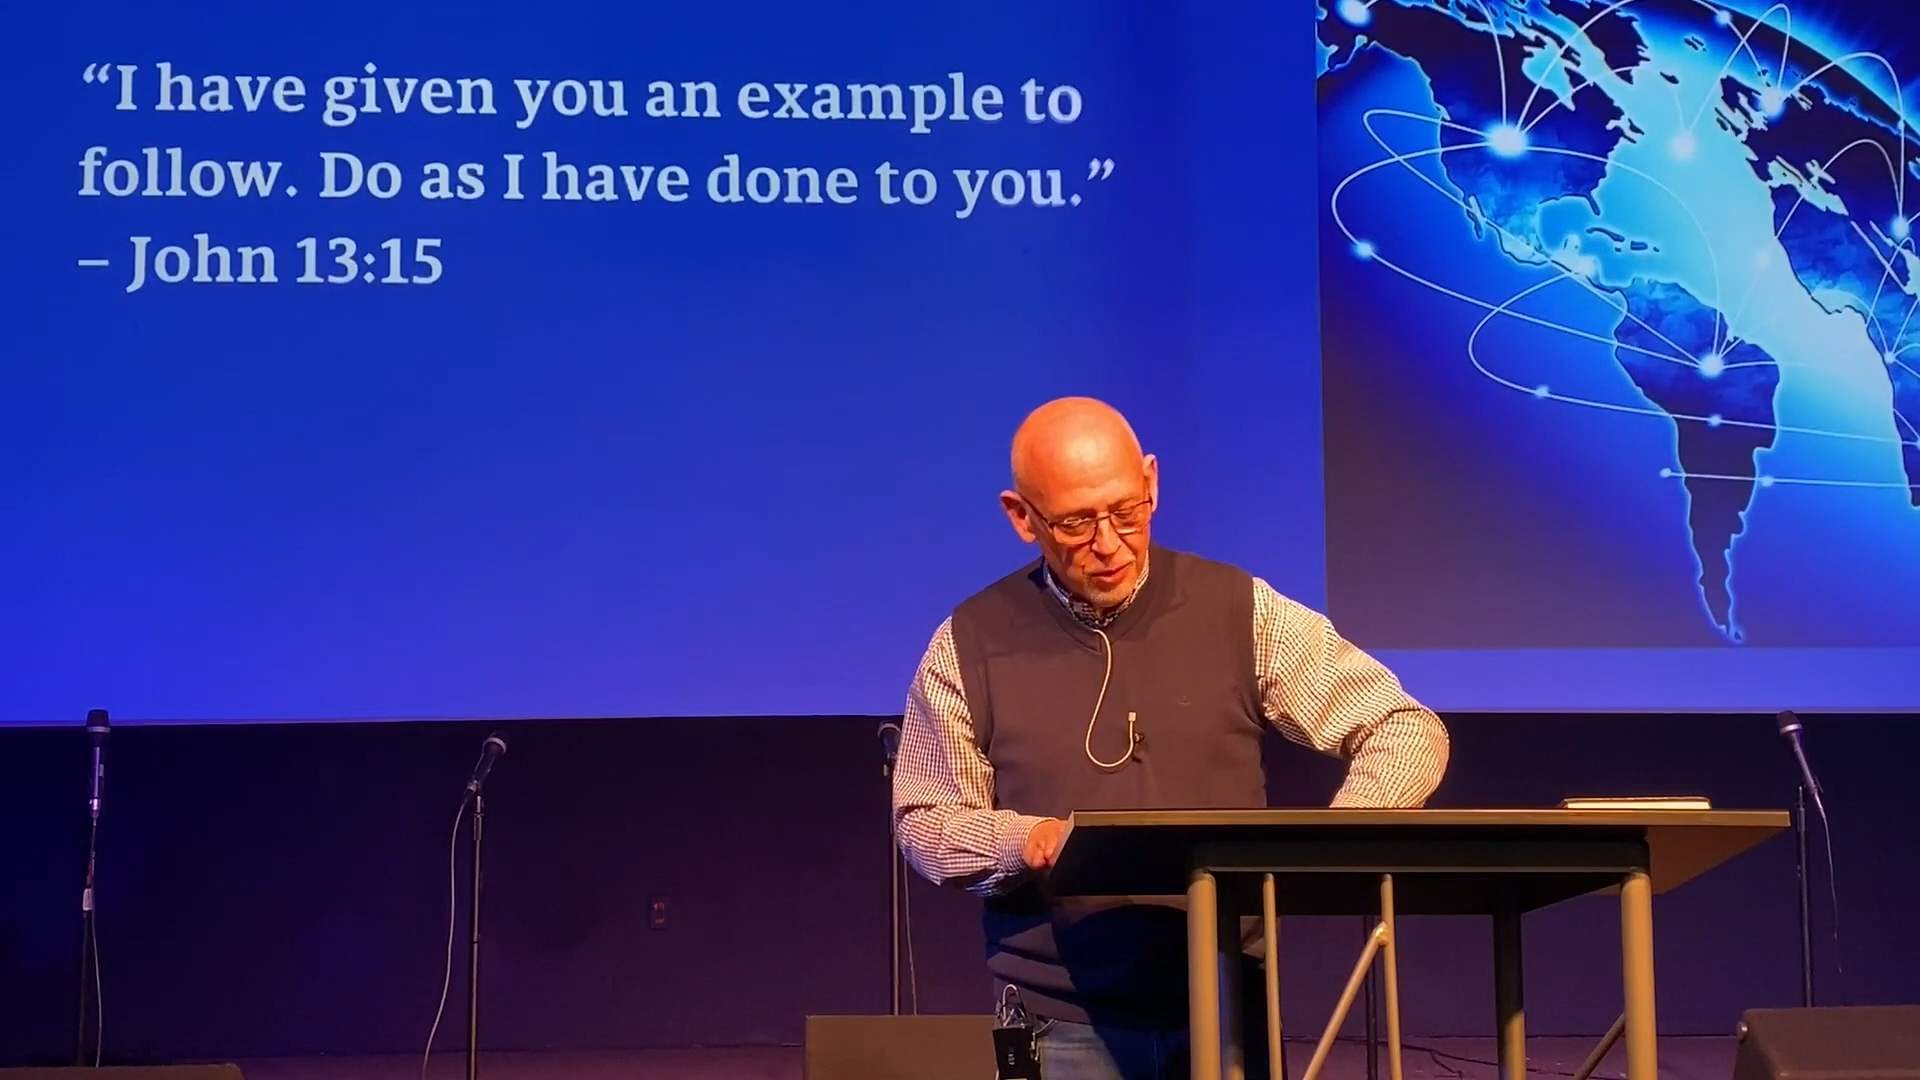 “I have given you an example to
follow. Do as I have done to you.”
– John 13:15